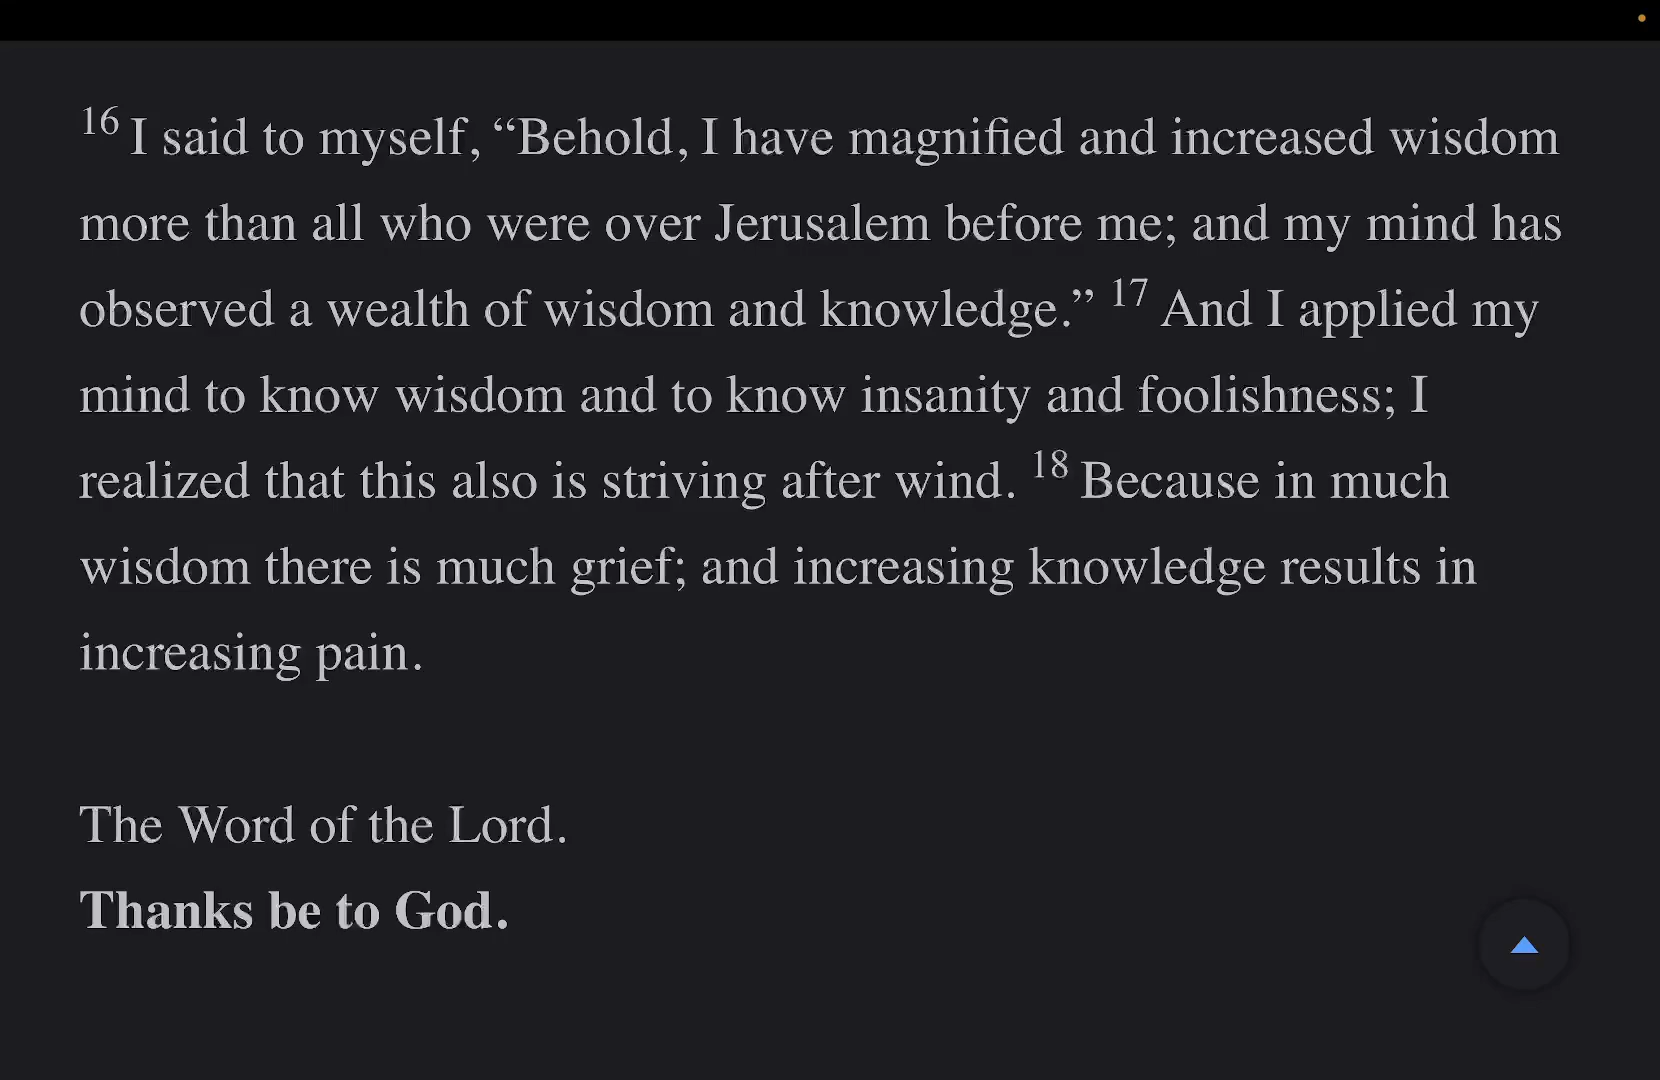 16 I said to myself, “Behold, I have magnified and increased wisdom
more than all who were over Jerusalem before me; and my mind has
observed a wealth of wisdom and knowledge.” 17 And I applied my
mind to know wisdom and to know insanity and foolishness; I
realized that this also is striving after wind. 18 Because in much
wisdom there is much grief; and increasing knowledge results in
increasing pain.
The Word of the Lord.
Thanks be to God.